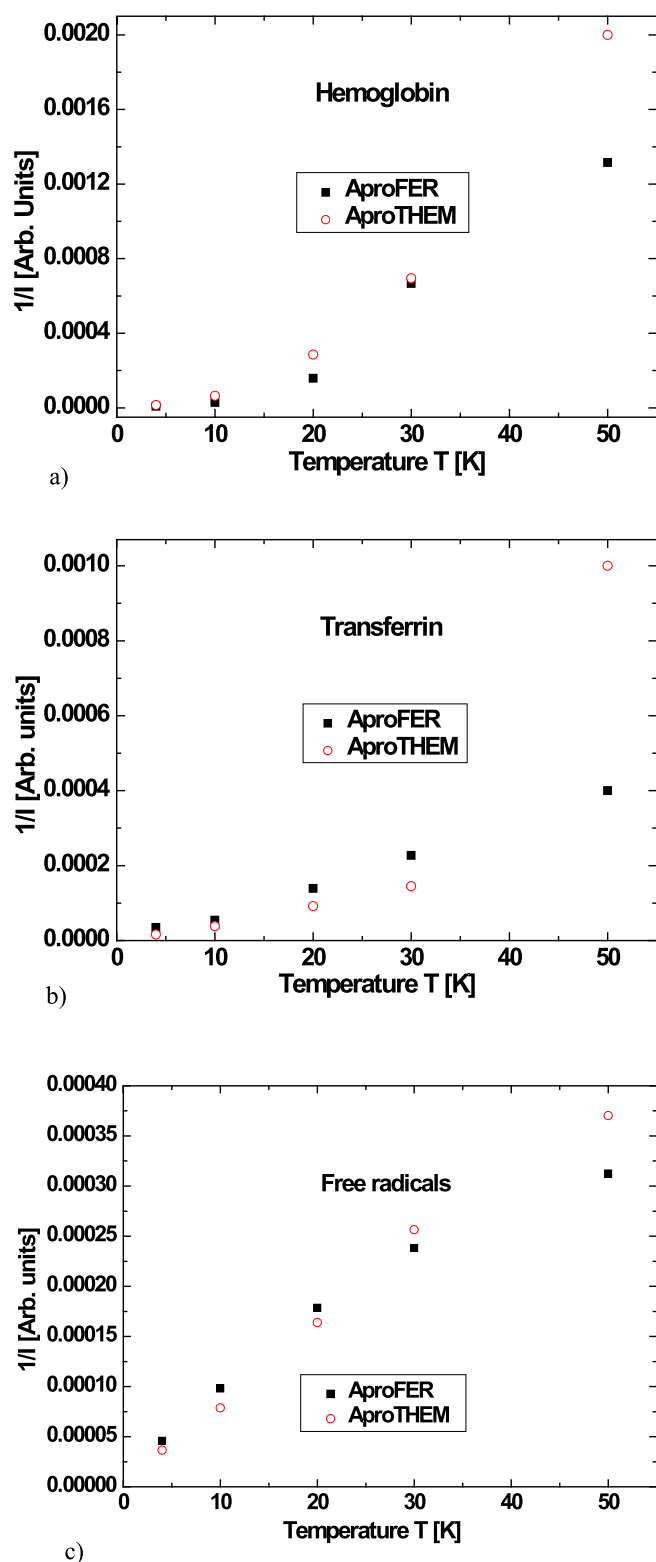 0.0020
0.0016
0.0012
0.0008
0.0004
0.0000
1/I [Arb. Units]
Hemoglobin
AproFER
AproTHEM
0 10 20 30 40 50
Temperature T [K]
a)
0.0010
0.0008
0.0006
0.0004
0.0002
0.0000
1/I [Arb. units]
Transferrin
AproFER
AproTHEM
0 10 20 30 40 50
Temperature T [K]
b)
0.00040
0.00035
0.00030
0.00025
0.00020
0.00015
0.00010
0.00005
0.00000
1/I [Arb. units]
Free radicals
AproFER
AproTHEM
0 10 20 30 40 50
Temperature T [K]
c)